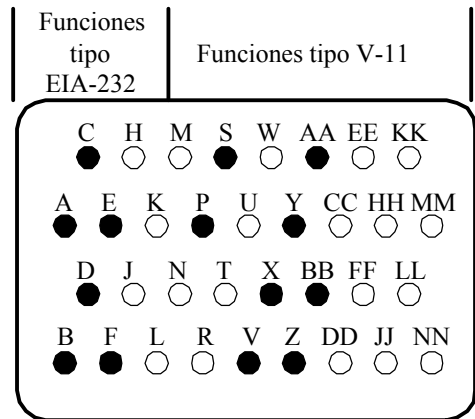 Funciones
tipo
EIA-232
Funciones tipo V-11
C H M S W AA EE KK
A E K P U Y CC HH MM
D J N T X BB FF LL
B F L R V Z DD JJ NN